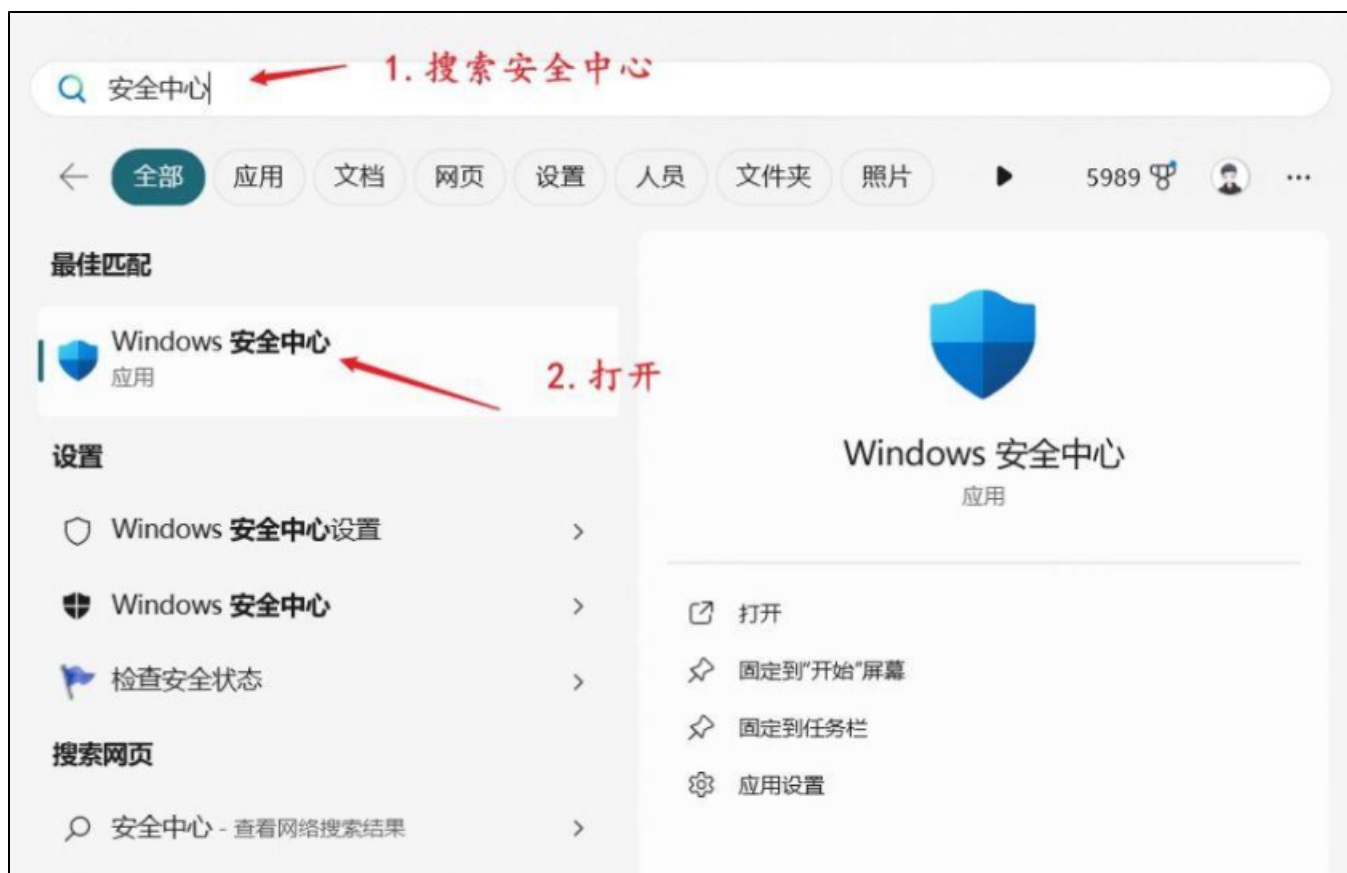 1.搜索安全中心
安全中心
全部 应用 文档 网页 设置 人员 文件夹 照片 5989
最佳匹配
Windows 安全中心
应用
2.打开
设置
Windows 安全中心设置
Windows 安全中心
检查安全状态
搜索网页
安全中心 - 查看网络搜索结果
Windows 安全中心
应用
打开
固定到"开始"屏幕
固定到任务栏
应用设置